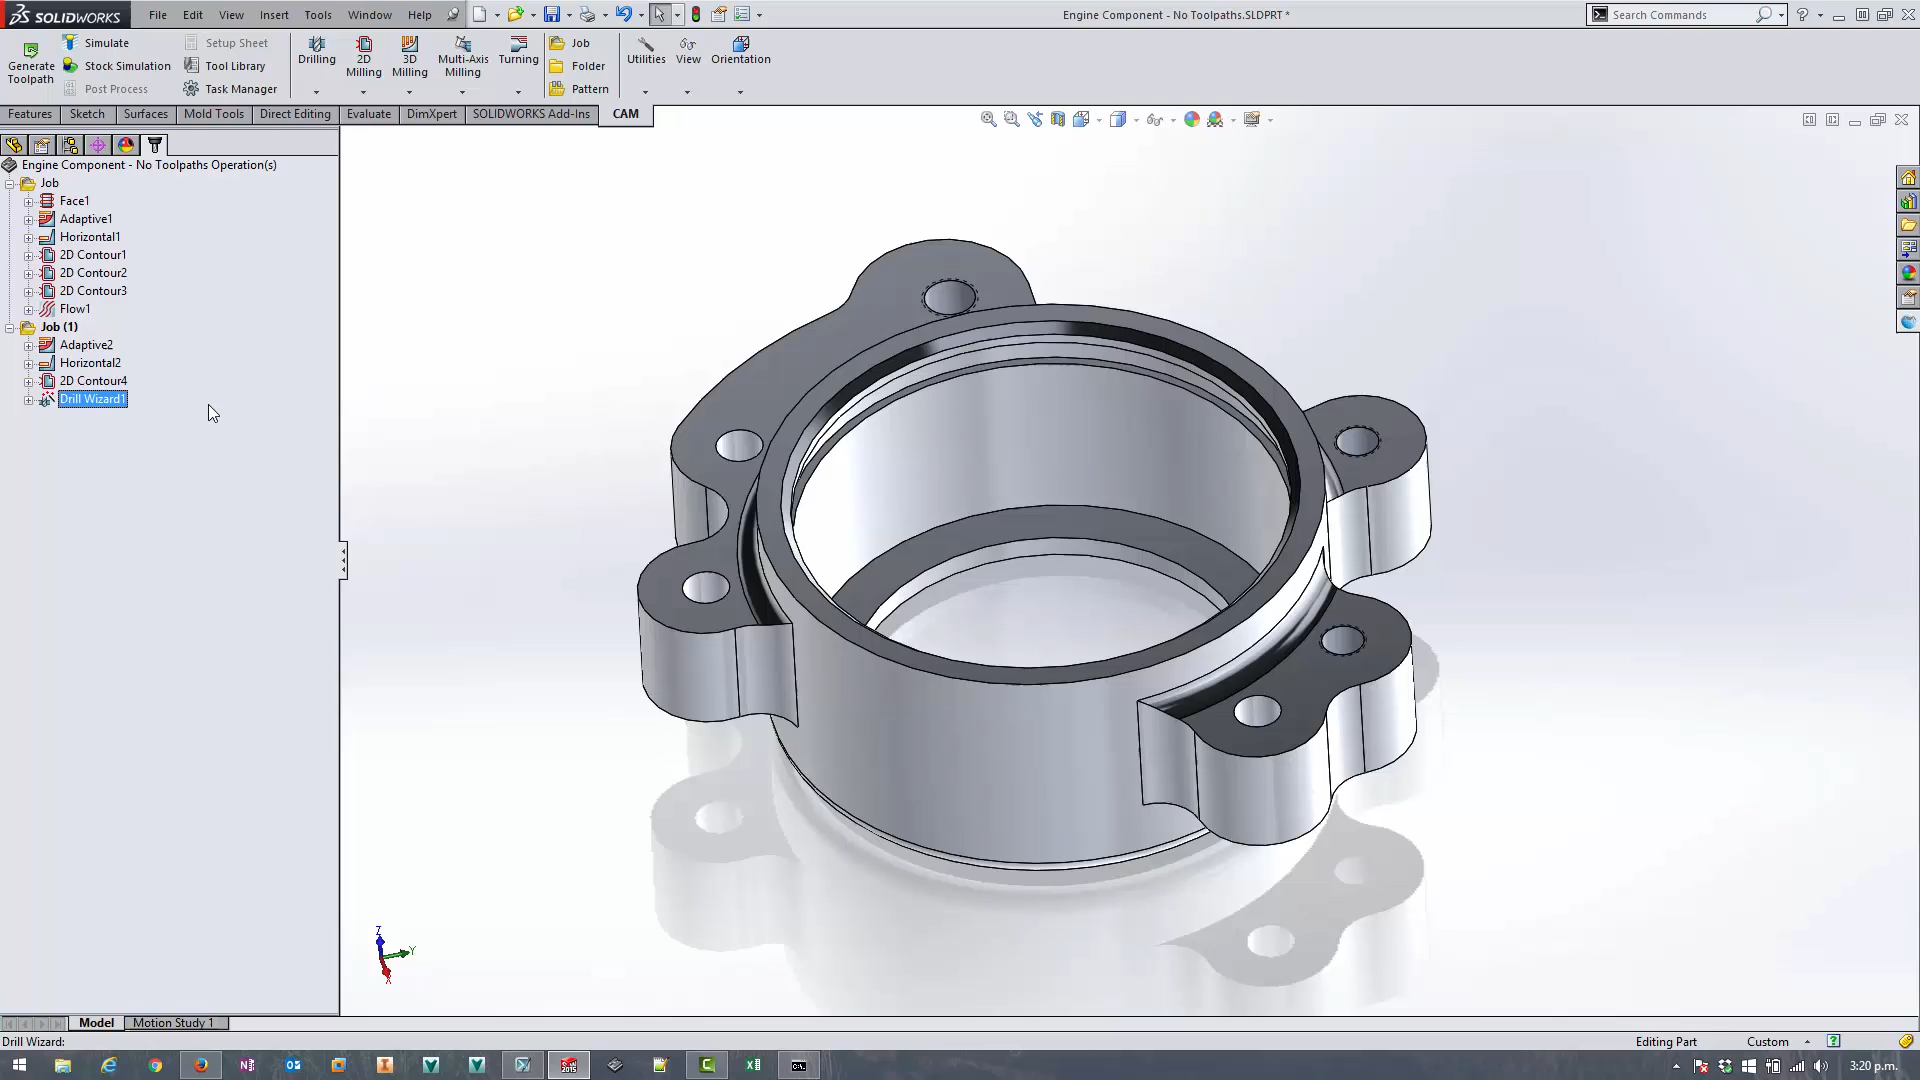 SOLIDWORKS File Edit View Insert Tools Window Help Engine Component - No Toolpaths.SLDPRT * Search Commands
Generate Toolpath
Simulate
Stock Simulation
Post Process
Setup Sheet
Tool Library
Task Manager
Drilling
2D Milling
3D Milling
Multi-Axis Milling
Turning
Job
Folder
Pattern
Utilities
View
Orientation
Features Sketch Surfaces Mold Tools Direct Editing Evaluate DimXpert SOLIDWORKS Add-Ins CAM
Engine Component - No Toolpaths Operation(s)
Job
Face1
Adaptive1
Horizontal1
2D Contour1
2D Contour2
2D Contour3
Flow1
Job (1)
Adaptive2
Horizontal2
2D Contour4
Drill Wizard1
Z
Y
X
Model Motion Study 1
Drill Wizard: Editing Part Custom
3:20 p.m.